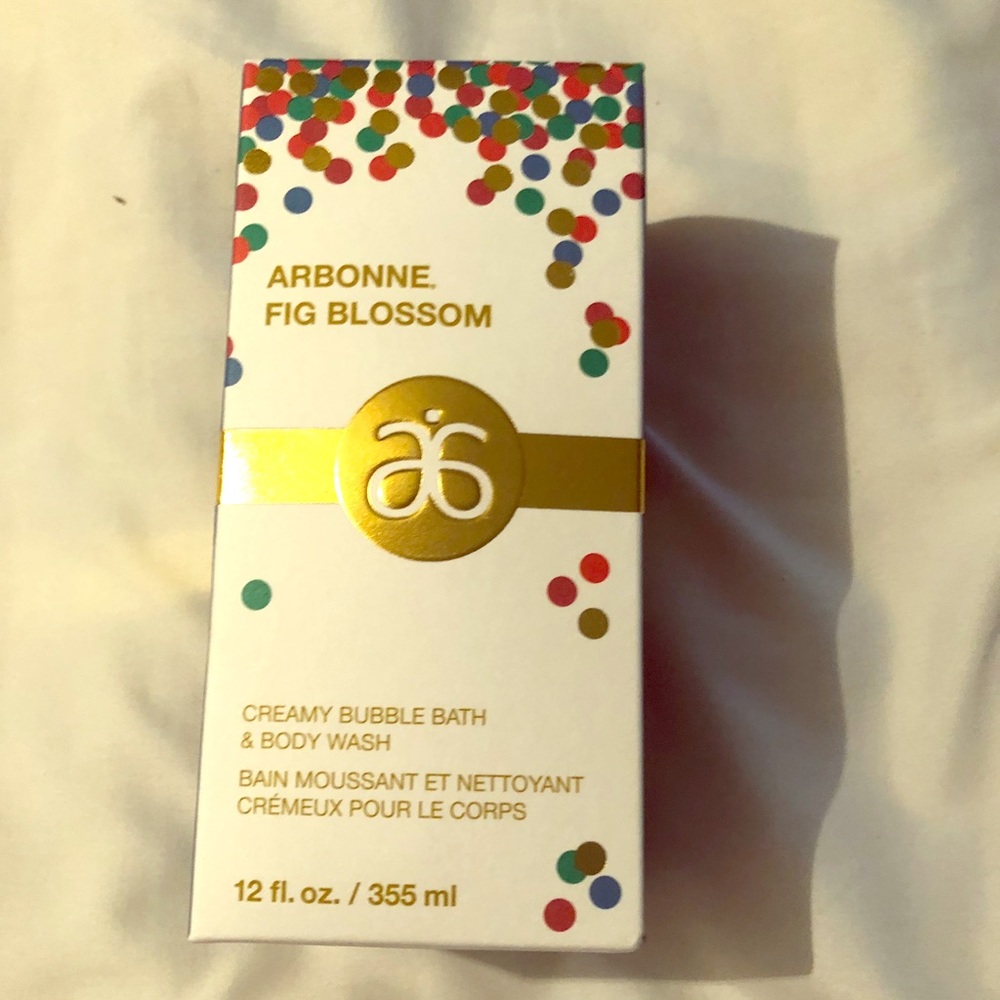 ARBONNE.
FIG BLOSSOM
CREAMY BUBBLE BATH
& BODY WASH
BAIN MOUSSANT ET NETTOYANT
CRÉMEUX POUR LE CORPS
12 fl. oz. / 355 ml